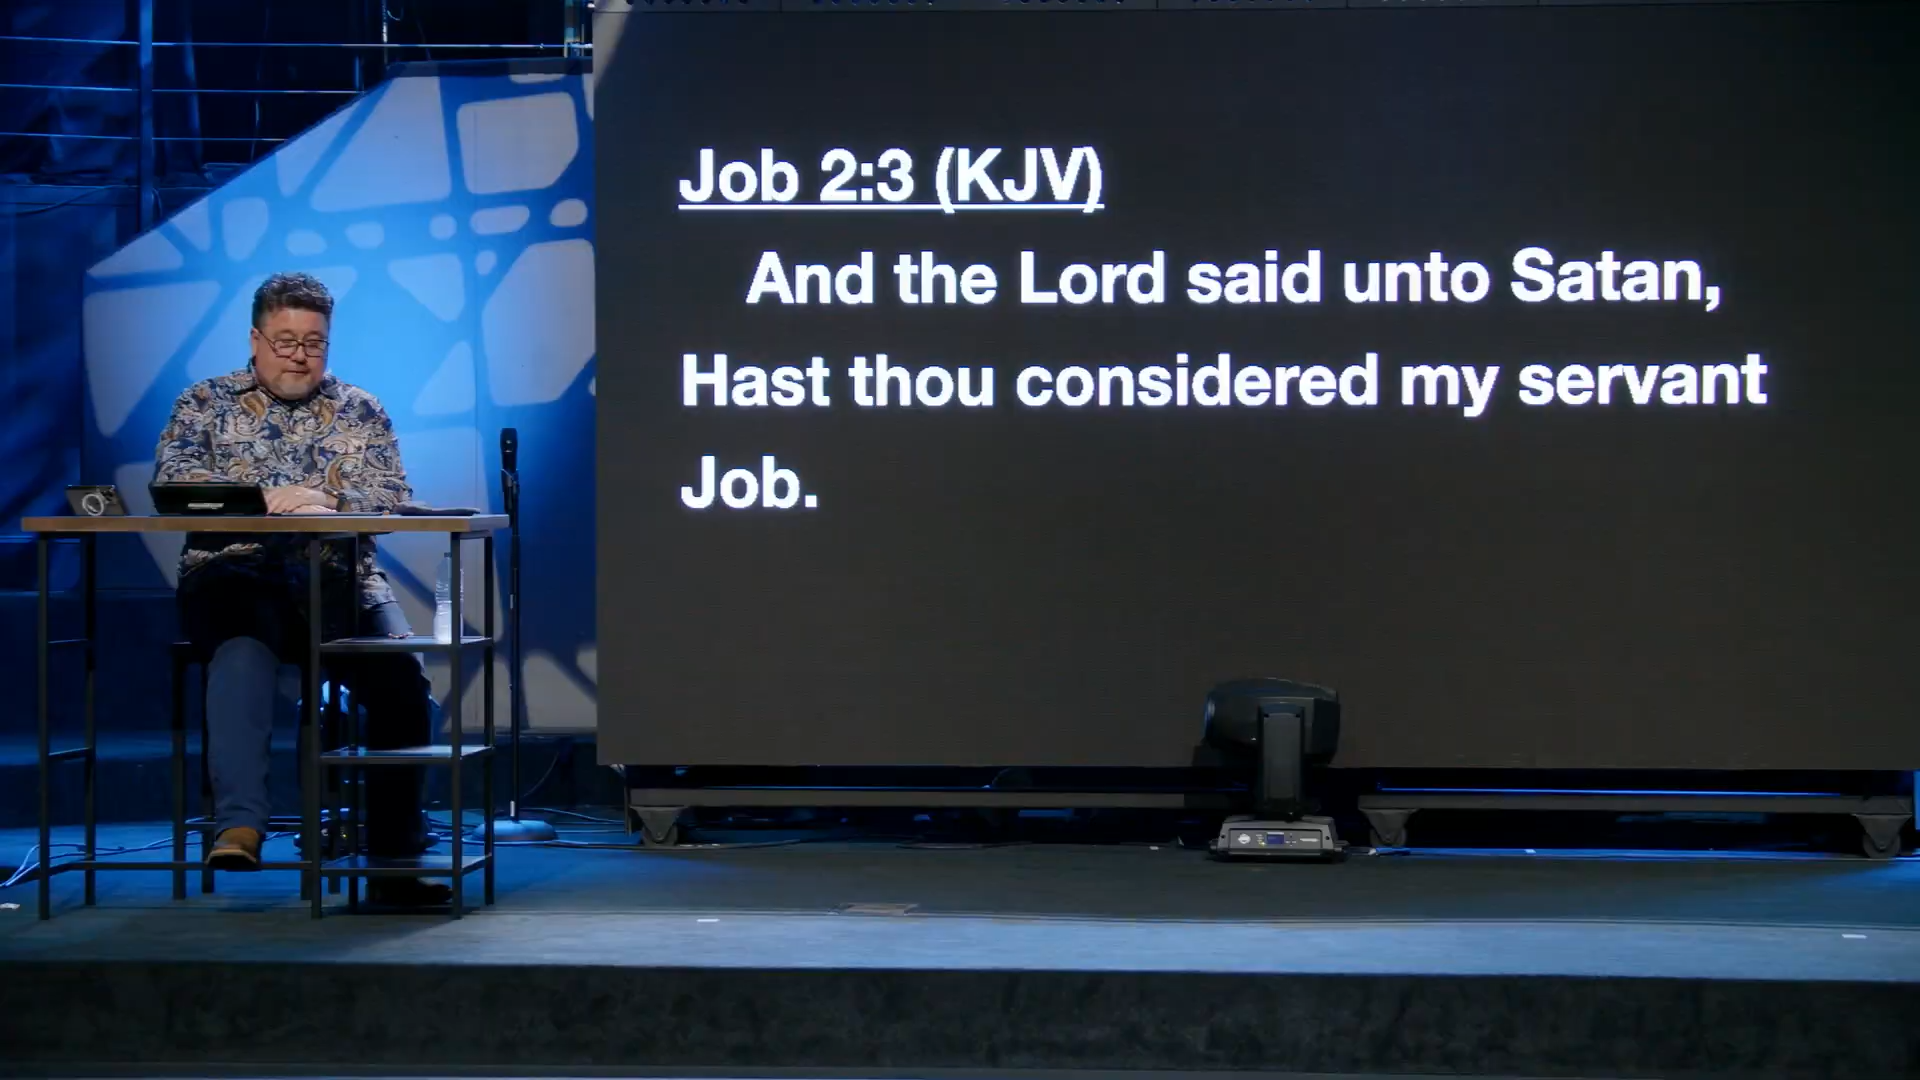 Job 2:3 (KJV)
And the Lord said unto Satan,
Hast thou considered my servant
Job.